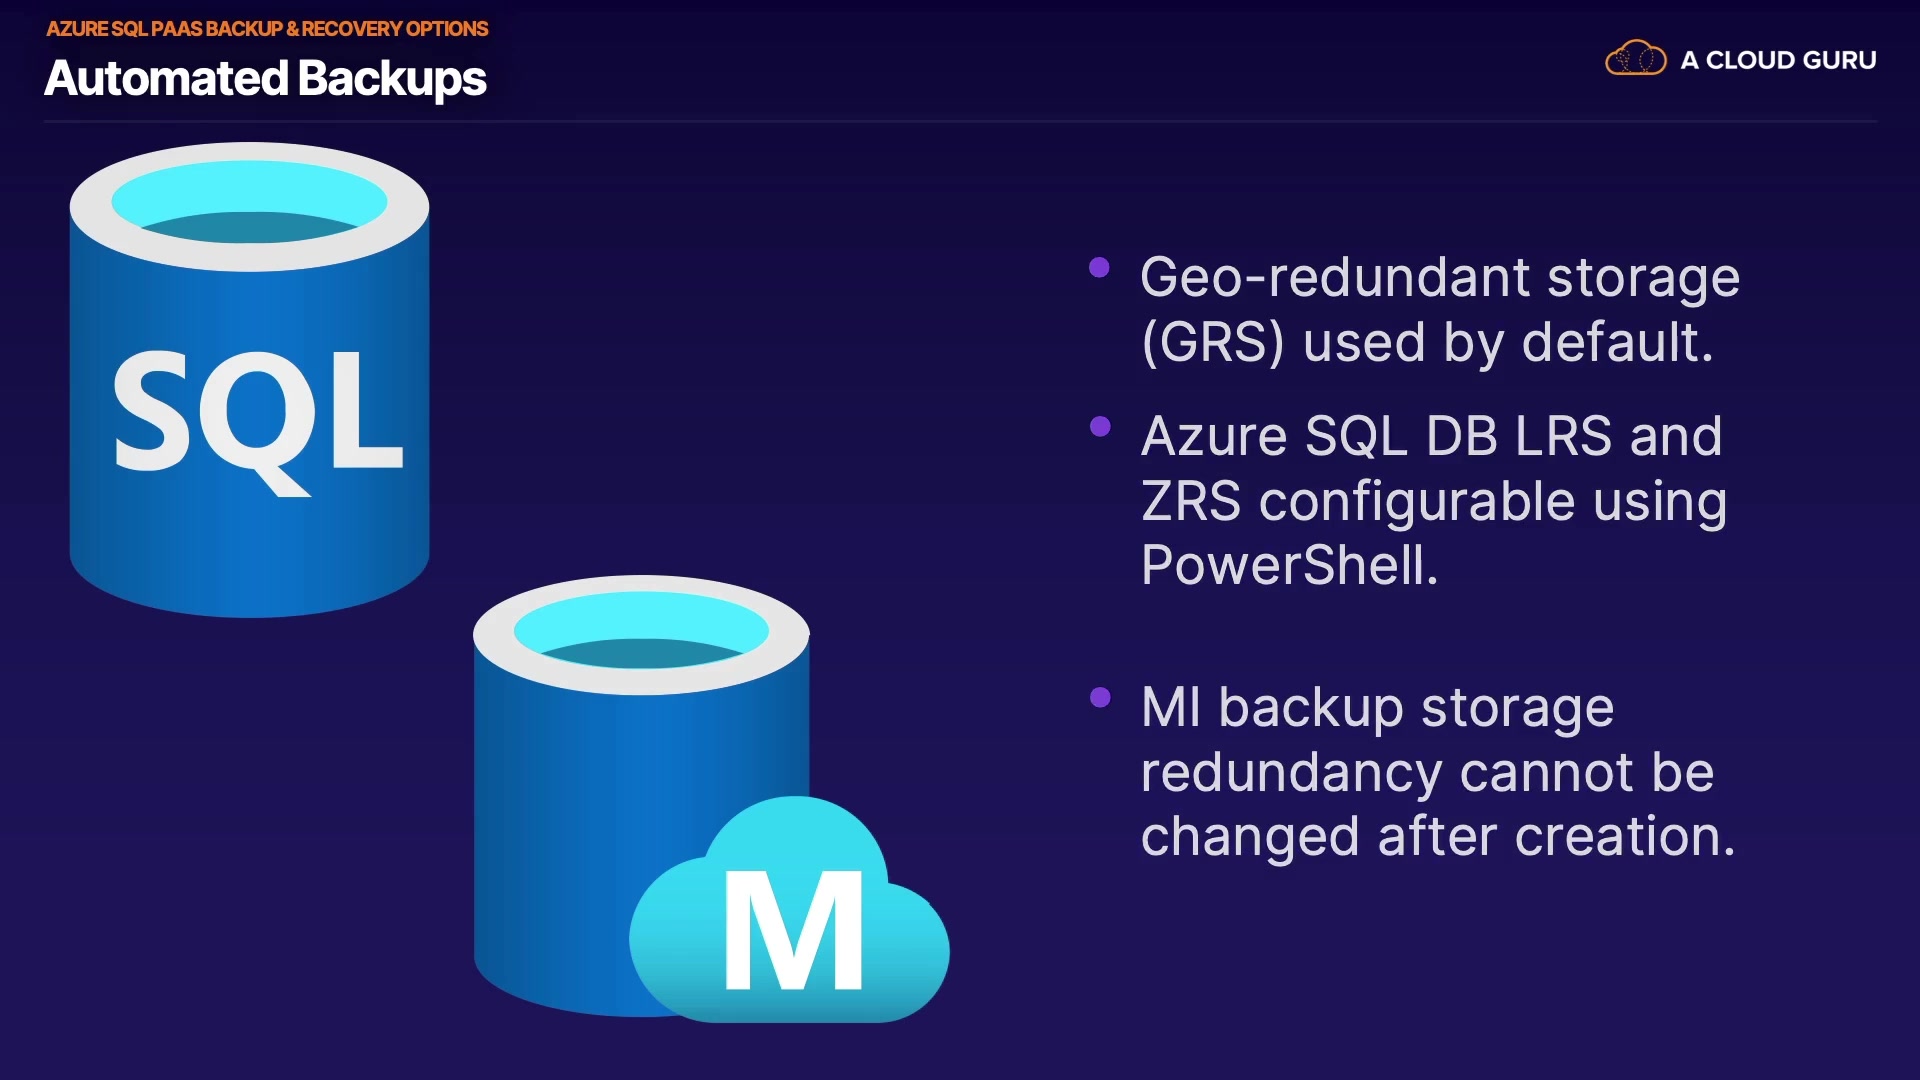 AZURE SQL PAAS BACKUP & RECOVERY OPTIONS
Automated Backups
A CLOUD GURU
SQL
M
Geo-redundant storage
(GRS) used by default.
Azure SQL DB LRS and
ZRS configurable using
PowerShell.
MI backup storage
redundancy cannot be
changed after creation.